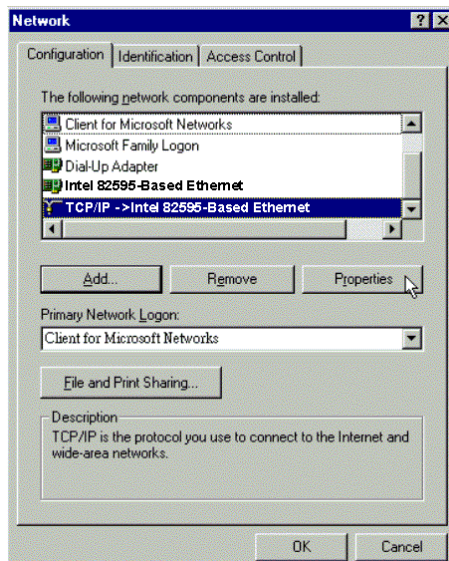 Network
Configuration Identification Access Control
The following network components are installed:
Client for Microsoft Networks
Microsoft Family Logon
Dial-Up Adapter
Intel 82595-Based Ethernet
TCP/IP ->Intel 82595-Based Ethernet
Add... Remove Properties
Primary Network Logon:
Client for Microsoft Networks
File and Print Sharing...
Description
TCP/IP is the protocol you use to connect to the Internet and
wide-area networks.
OK Cancel